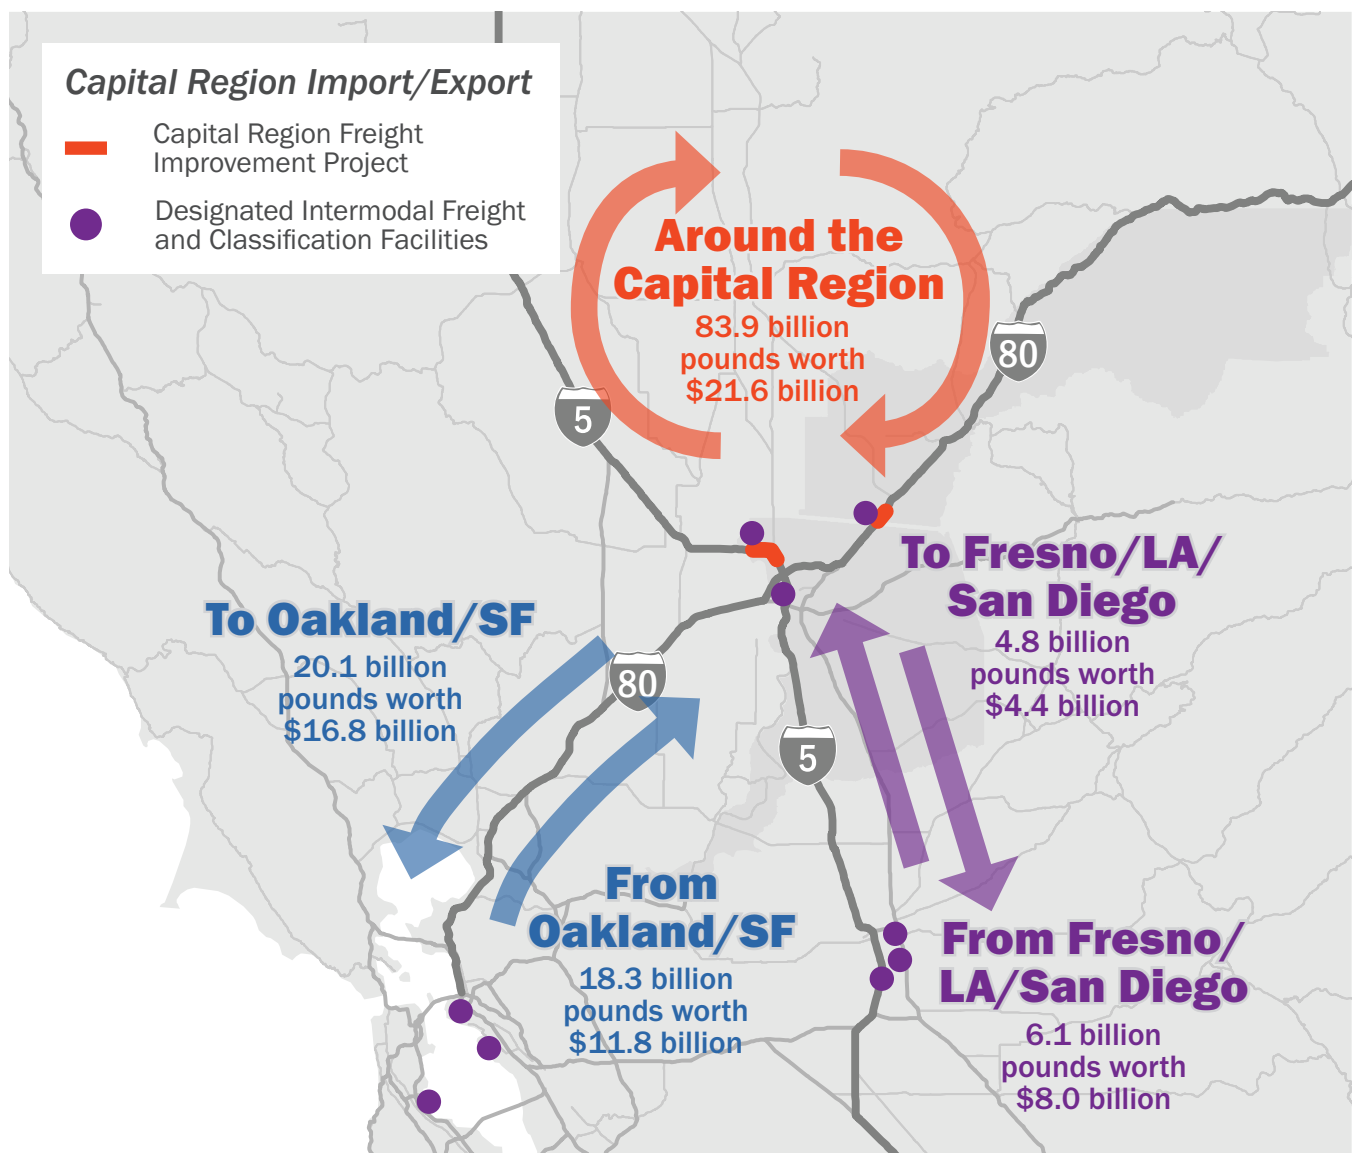 Capital Region Import/Export
Capital Region Freight
Improvement Project
Designated Intermodal Freight
and Classification Facilities
Around the
Capital Region
83.9 billion
pounds worth
$21.6 billion
80
5
To Fresno/LA/
San Diego
4.8 billion
pounds worth
$4.4 billion
To Oakland/SF
20.1 billion
pounds worth
$16.8 billion
80
5
From
Oakland/SF
18.3 billion
pounds worth
$11.8 billion
From Fresno/
LA/San Diego
6.1 billion
pounds worth
$8.0 billion